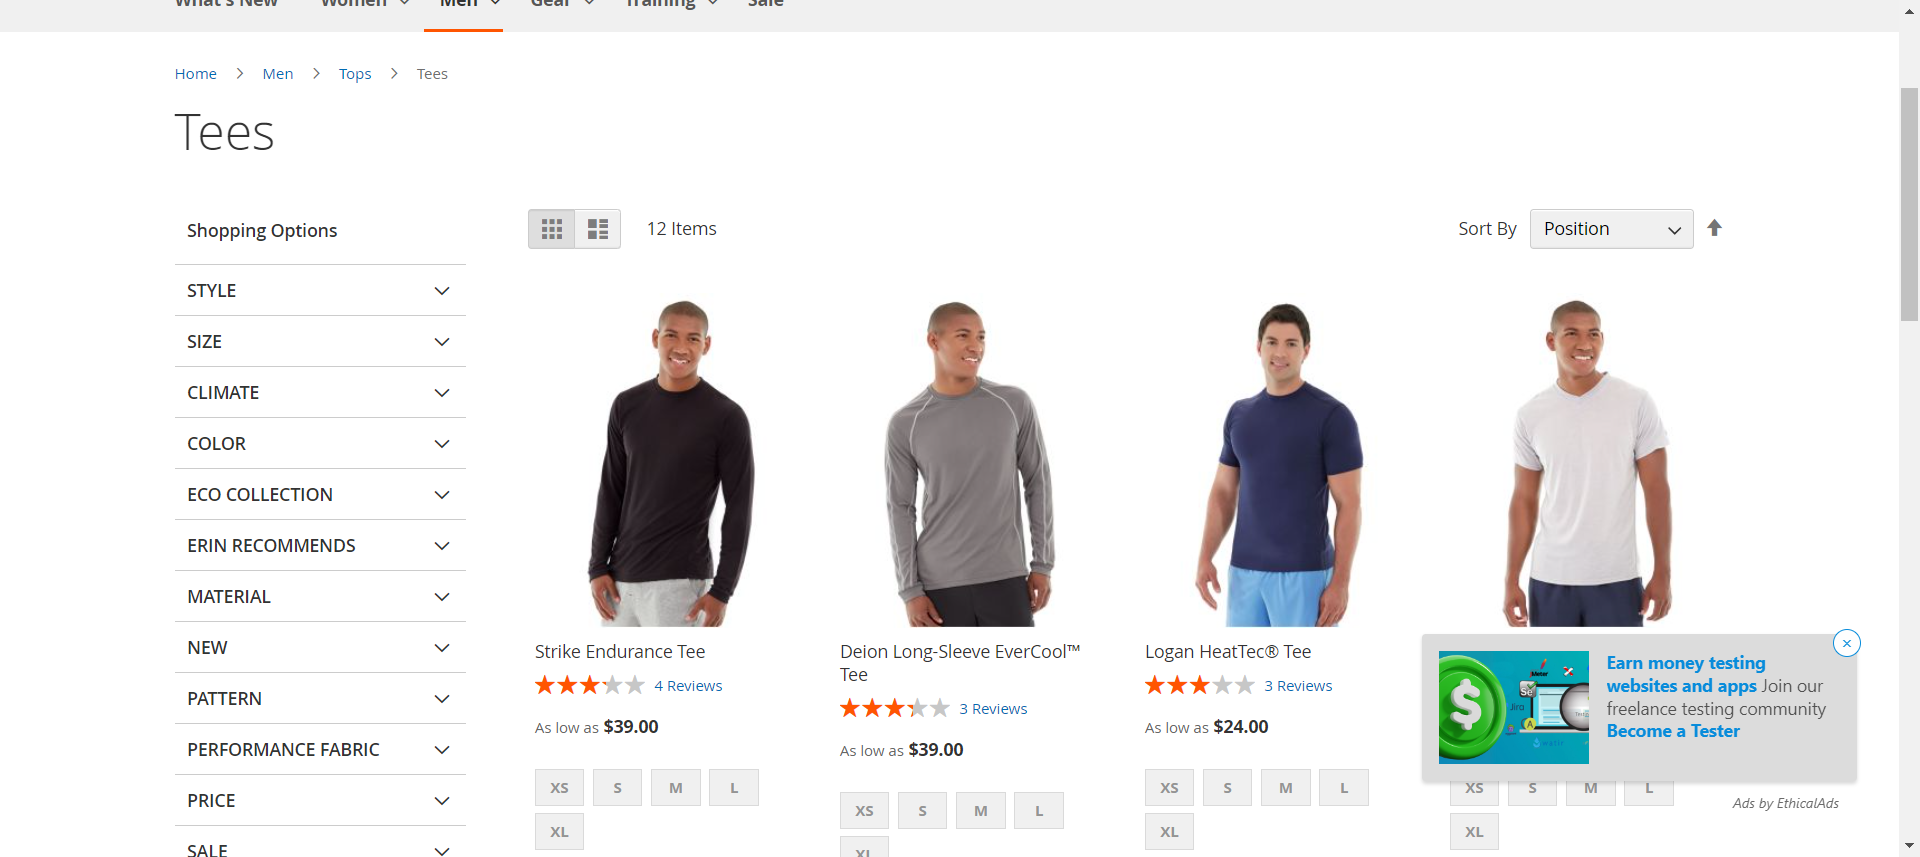 What's New Women Men Gear Training Sale
Home Men Tops Tees
Tees
Shopping Options
12 Items
Sort By Position
STYLE
SIZE
CLIMATE
COLOR
ECO COLLECTION
ERIN RECOMMENDS
MATERIAL
NEW
PATTERN
PERFORMANCE FABRIC
PRICE
SALE
Strike Endurance Tee
4 Reviews
As low as $39.00
XS S M L
XL
Deion Long-Sleeve EverCool™
Tee
3 Reviews
As low as $39.00
XS S M L
XL
Logan HeatTec® Tee
3 Reviews
As low as $24.00
XS S M L
XL
XS S M L
XL
Earn money testing
websites and apps Join our
freelance testing community
Become a Tester
Ads by EthicalAds